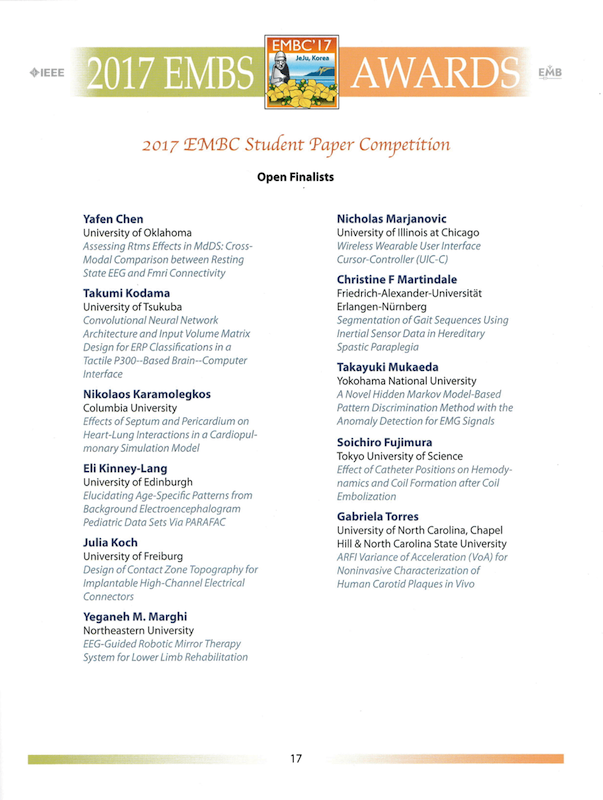 IEEE
2017 EMBS
EMBC'17
JeJu, Korea
AWARDS
EMB
2017 EMBC Student Paper Competition
Open Finalists
Yafen Chen
University of Oklahoma
Assessing Rtms Effects in MdDS: Cross-
Modal Comparison between Resting
State EEG and Fmri Connectivity
Takumi Kodama
University of Tsukuba
Convolutional Neural Network
Architecture and Input Volume Matrix
Design for ERP Classifications in a
Tactile P300--Based Brain--Computer
Interface
Nikolaos Karamolegkos
Columbia University
Effects of Septum and Pericardium on
Heart-Lung Interactions in a Cardiopul-
monary Simulation Model
Eli Kinney-Lang
University of Edinburgh
Elucidating Age-Specific Patterns from
Background Electroencephalogram
Pediatric Data Sets Via PARAFAC
Julia Koch
University of Freiburg
Design of Contact Zone Topography for
Implantable High-Channel Electrical
Connectors
Yeganeh M. Marghi
Northeastern University
EEG-Guided Robotic Mirror Therapy
System for Lower Limb Rehabilitation
Nicholas Marjanovic
University of Illinois at Chicago
Wireless Wearable User Interface
Cursor-Controller (UIC-C)
Christine F Martindale
Friedrich-Alexander-Universität
Erlangen-Nürnberg
Segmentation of Gait Sequences Using
Inertial Sensor Data in Hereditary
Spastic Paraplegia
Takayuki Mukaeda
Yokohama National University
A Novel Hidden Markov Model-Based
Pattern Discrimination Method with the
Anomaly Detection for EMG Signals
Soichiro Fujimura
Tokyo University of Science
Effect of Catheter Positions on Hemody-
namics and Coil Formation after Coil
Embolization
Gabriela Torres
University of North Carolina, Chapel
Hill & North Carolina State University
ARFI Variance of Acceleration (VoA) for
Noninvasive Characterization of
Human Carotid Plaques in Vivo
17